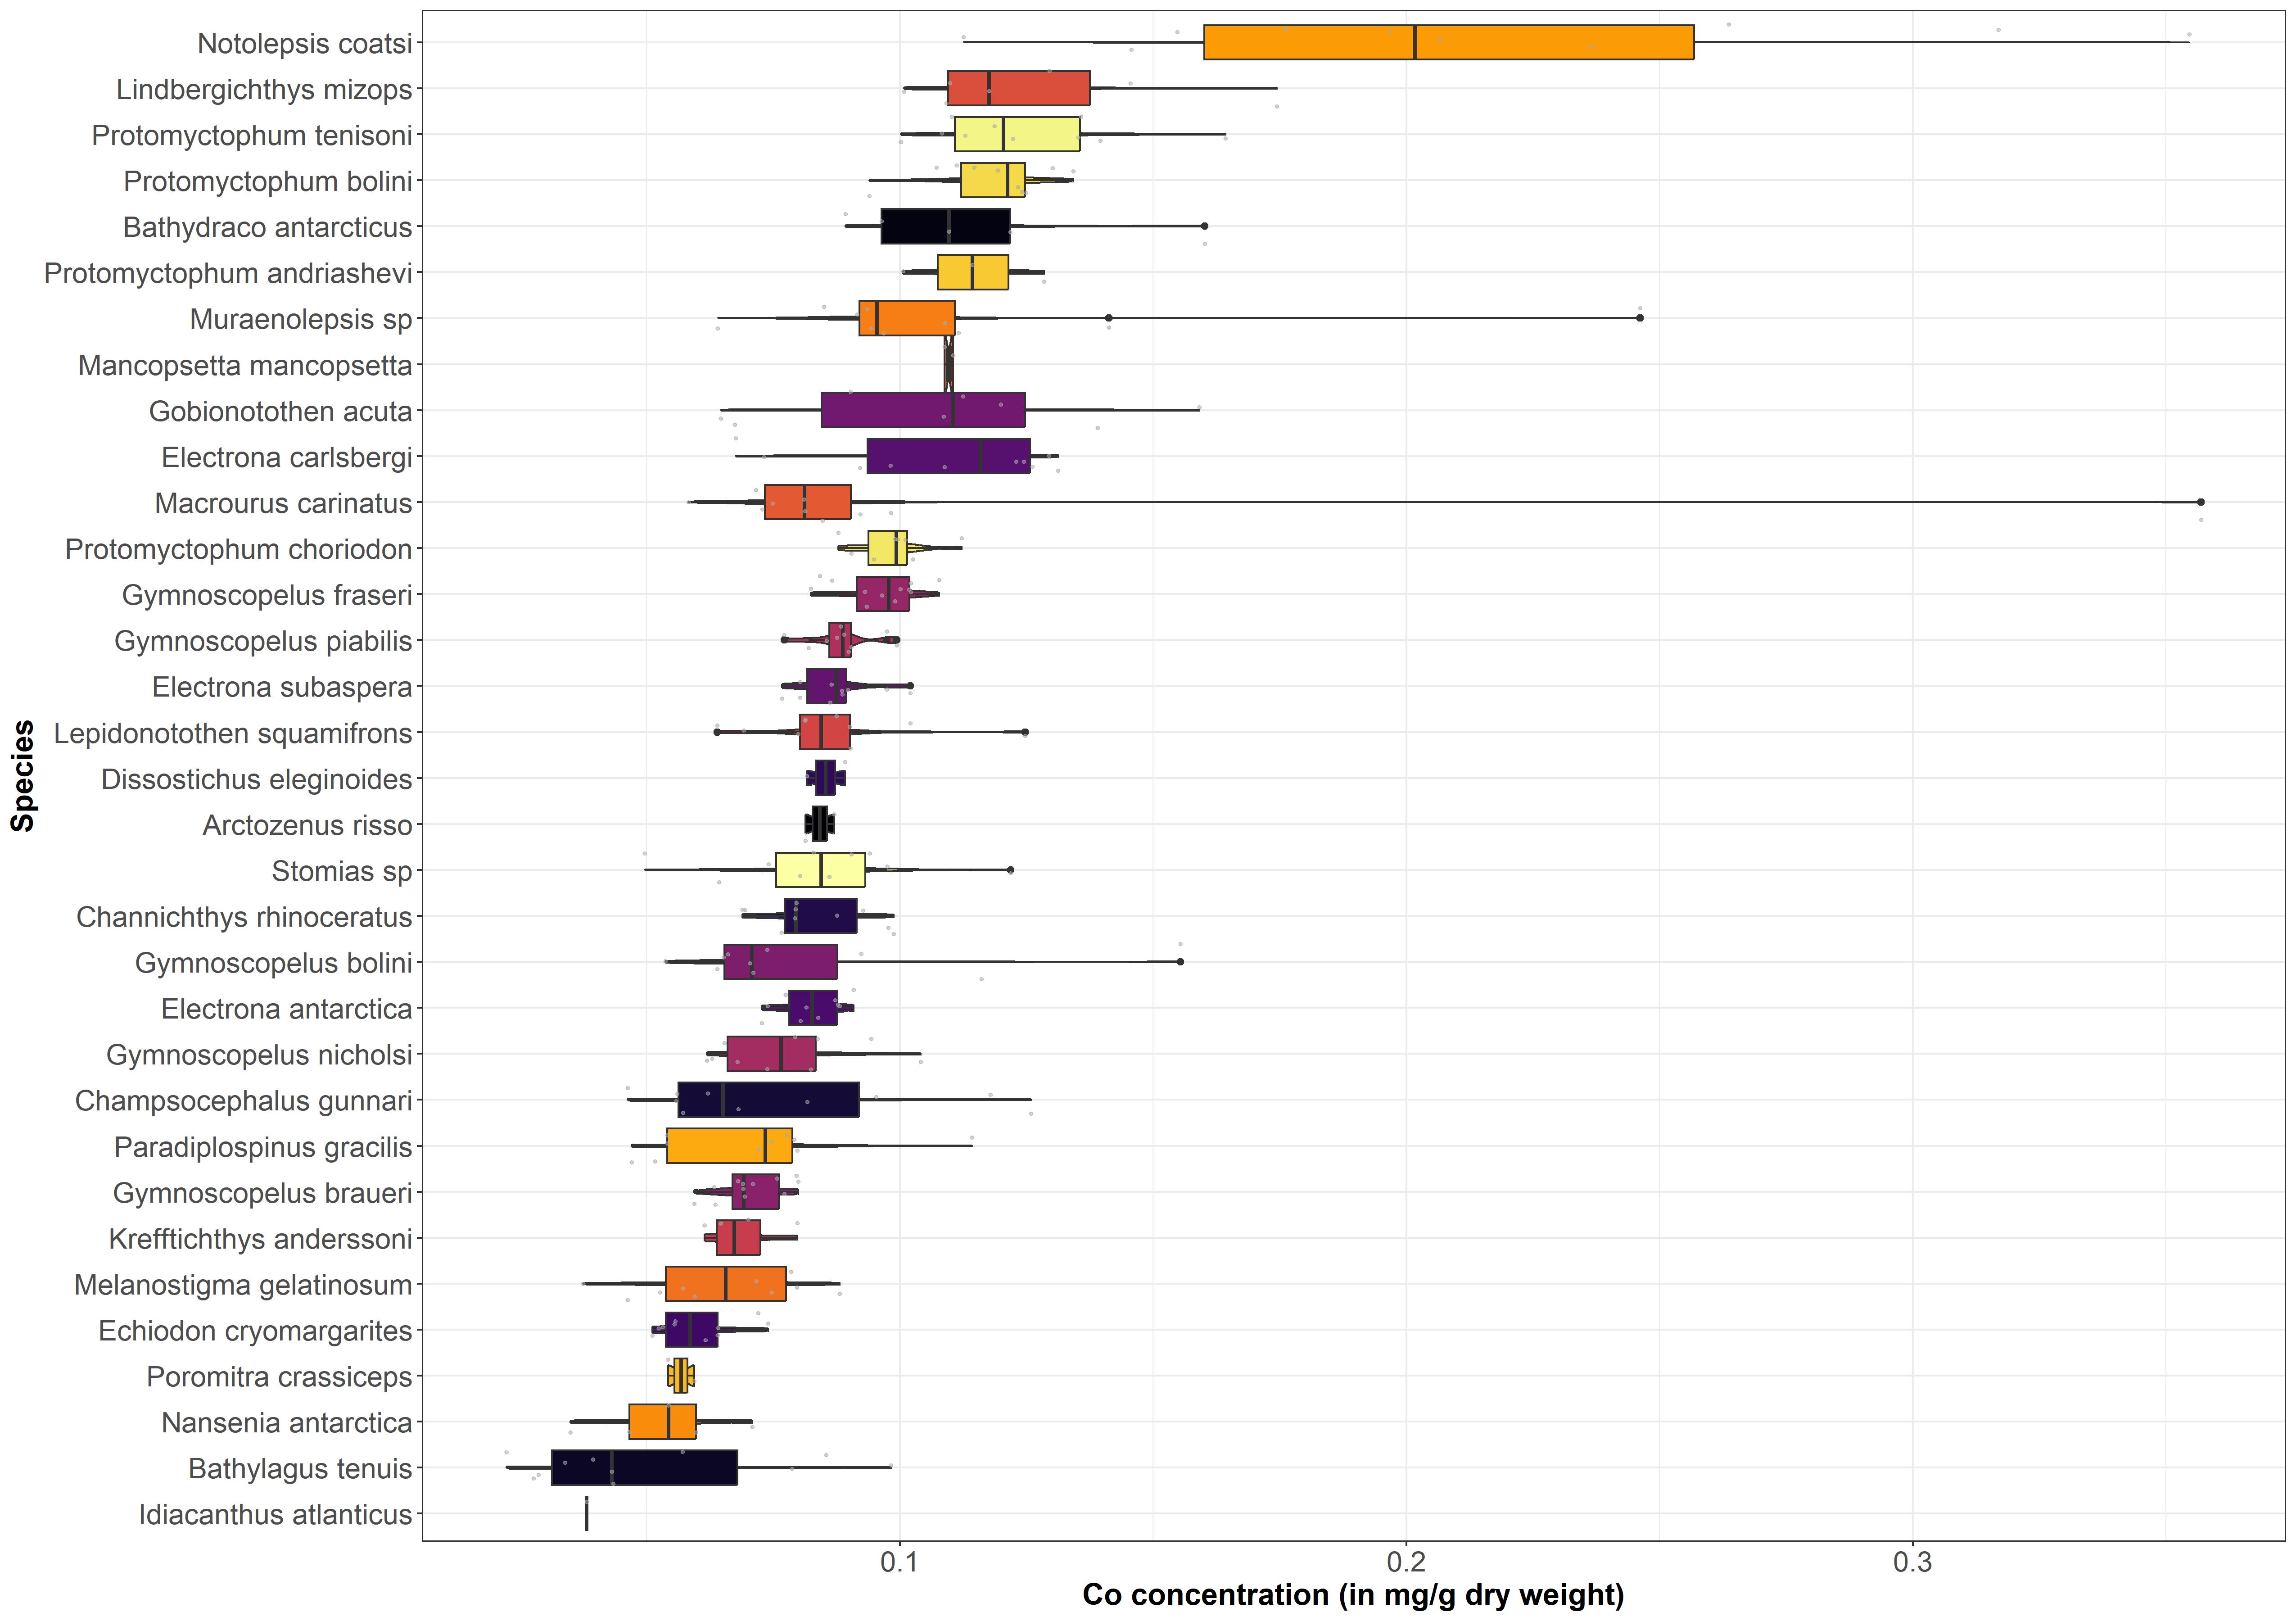 Notolepsis coatsi
Lindbergichthys mizops
Protomyctophum tenisoni
Protomyctophum bolini
Bathydraco antarcticus
Protomyctophum andriashevi
Muraenolepsis sp
Mancopsetta mancopsetta
Gobionotothen acuta
Electrona carlsbergi
Macrourus carinatus
Protomyctophum choriodon
Gymnoscopelus fraseri
Gymnoscopelus piabilis
Electrona subaspera
Lepidonotothen squamifrons
Dissostichus eleginoides
Arctozenus risso
Stomias sp
Channichthys rhinoceratus
Gymnoscopelus bolini
Electrona antarctica
Gymnoscopelus nicholsi
Champsocephalus gunnari
Paradiplospinus gracilis
Gymnoscopelus braueri
Krefftichthys anderssoni
Melanostigma gelatinosum
Echiodon cryomargarites
Poromitra crassiceps
Nansenia antarctica
Bathylagus tenuis
Idiacanthus atlanticus
Species
0.1 0.2 0.3
Co concentration (in mg/g dry weight)